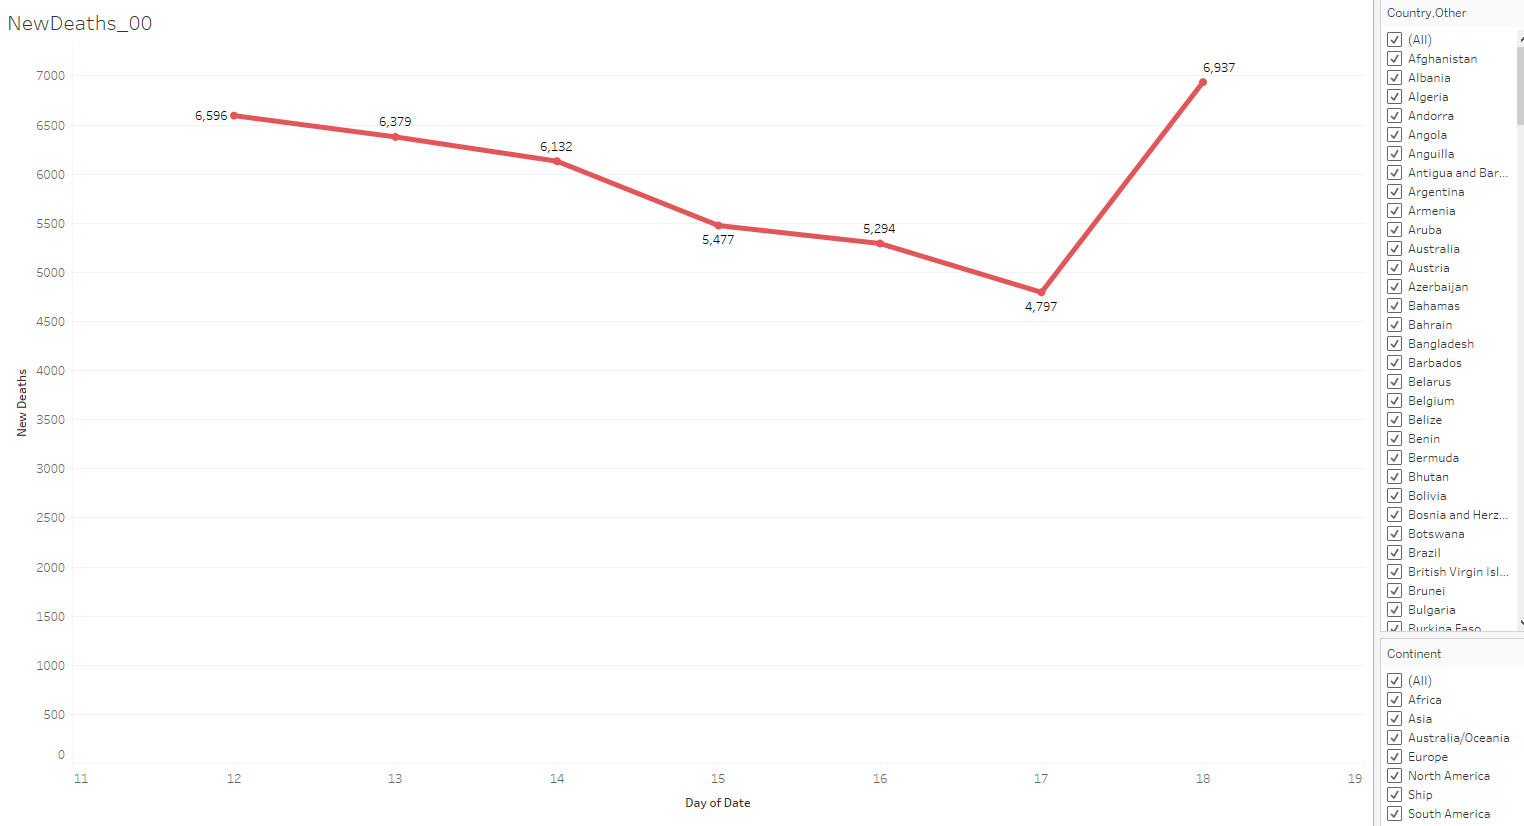 NewDeaths_00
7000
6500
6000
5500
5000
4500
4000
3500
3000
2500
2000
1500
1000
500
0
New Deaths
6,596
6,379
6,132
5,477
5,294
4,797
6,937
11
12
13
14
15
16
17
18
19
Day of Date
Country,Other
(All)
Afghanistan
Albania
Algeria
Andorra
Angola
Anguilla
Antigua and Bar...
Argentina
Armenia
Aruba
Australia
Austria
Azerbaijan
Bahamas
Bahrain
Bangladesh
Barbados
Belarus
Belgium
Belize
Benin
Bermuda
Bhutan
Bolivia
Bosnia and Herz...
Botswana
Brazil
British Virgin Isl...
Brunei
Bulgaria
Burkina Faso
Continent
(All)
Africa
Asia
Australia/Oceania
Europe
North America
Ship
South America